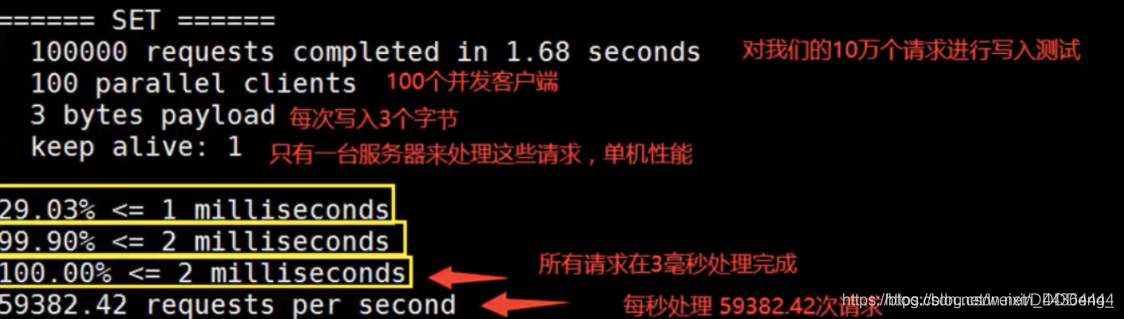 ====== SET ======
100000 requests completed in 1.68 seconds 对我们的10万个请求进行写入测试
100 parallel clients 100个并发客户端
3 bytes payload 每次写入3个字节
keep alive: 1 只有一台服务器来处理这些请求，单机性能
29.03% <= 1 milliseconds
99.90% <= 2 milliseconds
100.00% <= 2 milliseconds 所有请求在3毫秒处理完成
59382.42 requests per second 每秒处理 59382.42次请求